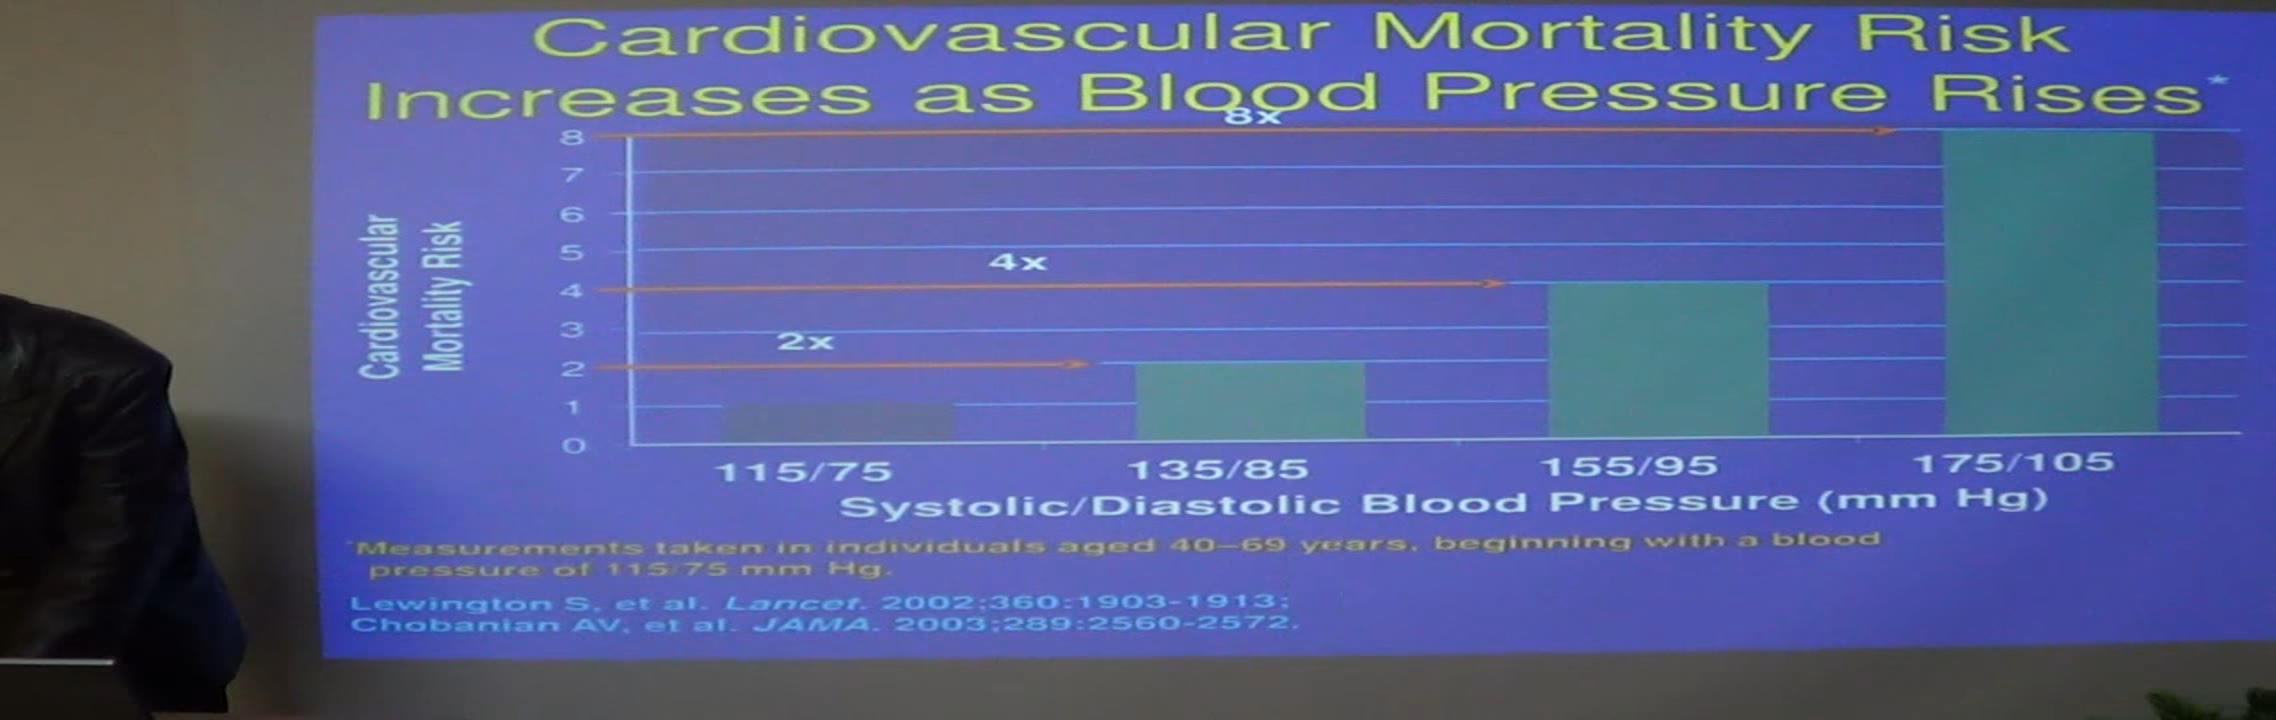 Cardiovascular Mortality Risk
Increases as Blood Pressure Rises*
8x
8
7
6
5
4x
4
3
2x
2
1
0
Cardiovascular
Mortality Risk
115/75 135/85 155/95 175/105
Systolic/Diastolic Blood Pressure (mm Hg)
*Measurements taken in individuals aged 40–69 years, beginning with a blood
pressure of 115/75 mm Hg.
Lewington S, et al. Lancet. 2002;360:1903-1913;
Chobanian AV, et al. JAMA. 2003;289:2560-2572.